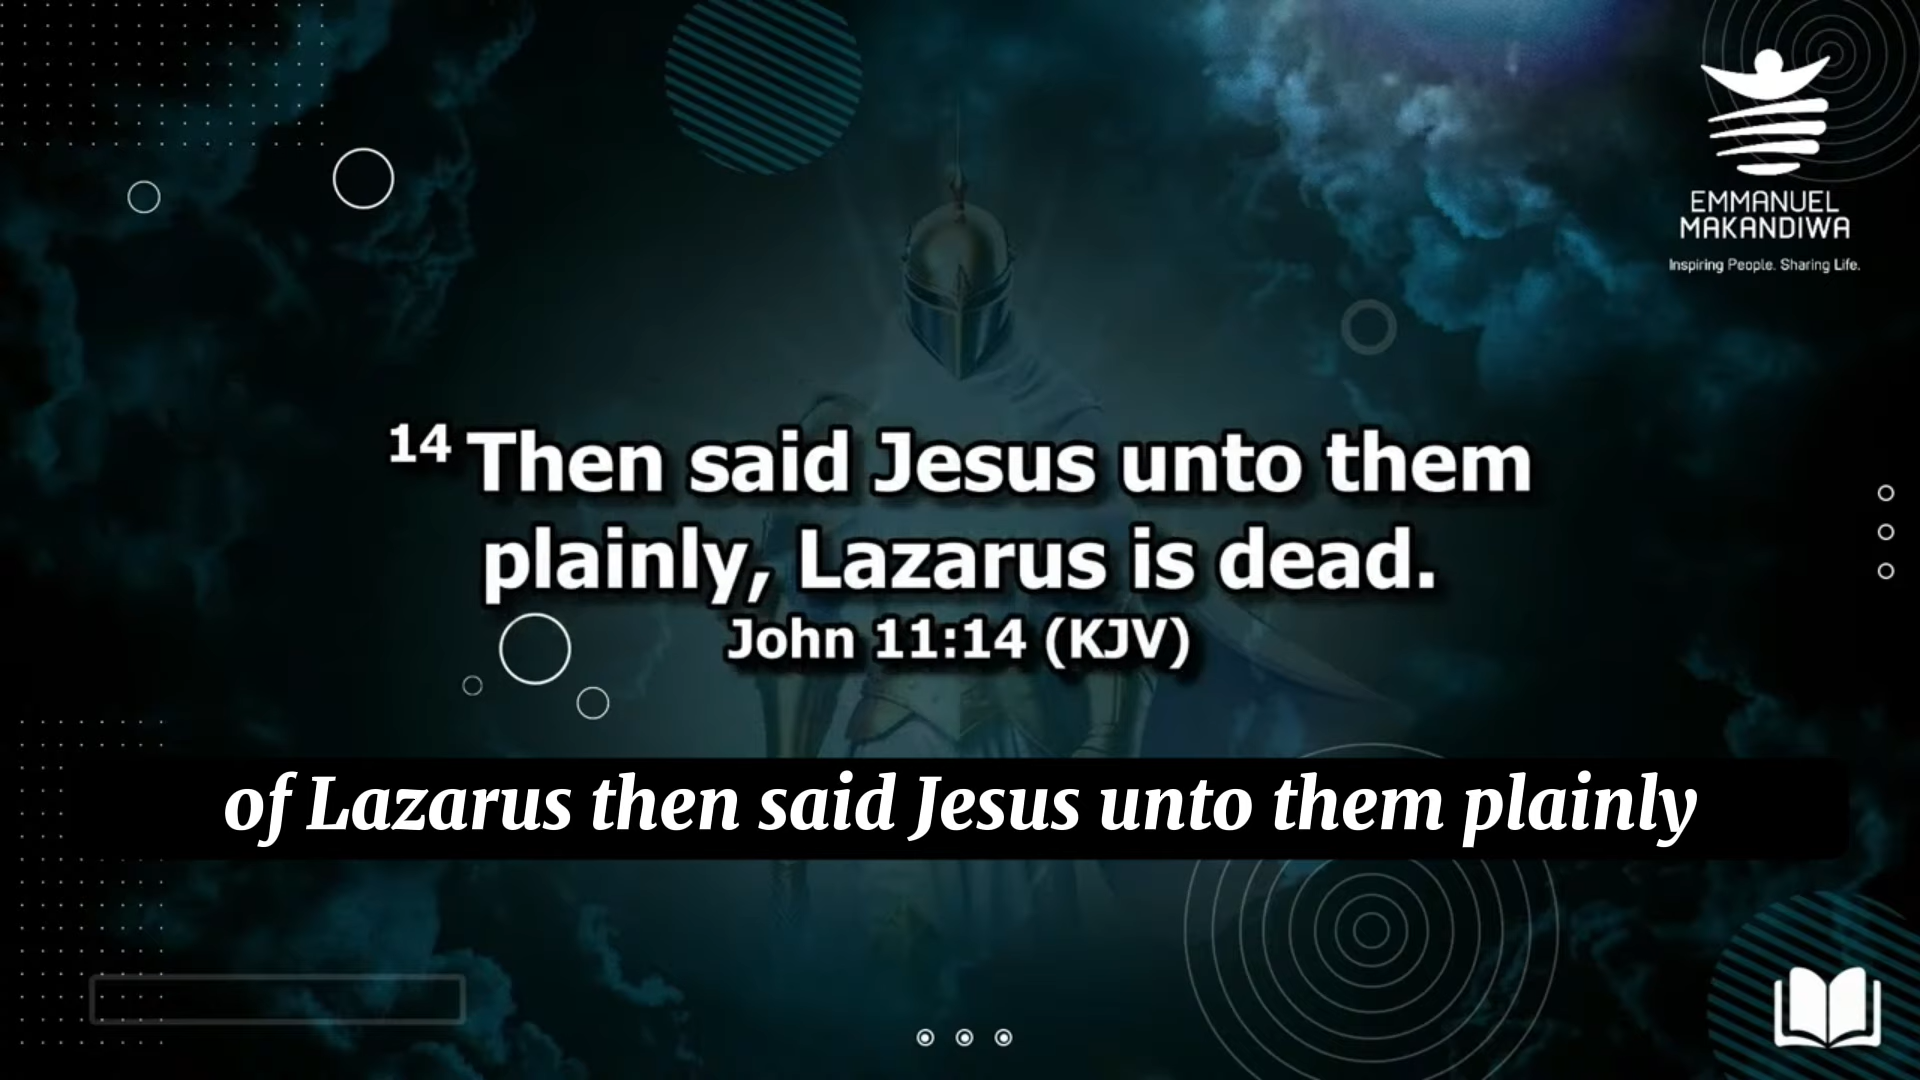 EMMANUEL
MAKANDIWA
Inspiring People. Sharing Life.
14 Then said Jesus unto them
plainly, Lazarus is dead.
John 11:14 (KJV)
of Lazarus then said Jesus unto them plainly